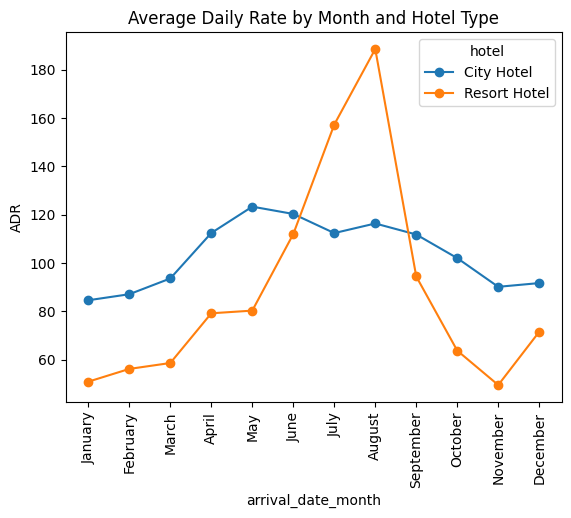 Average Daily Rate by Month and Hotel Type
hotel
City Hotel
Resort Hotel
ADR
180
160
140
120
100
80
60
January
February
March
April
May
June
July
August
September
October
November
December
arrival_date_month